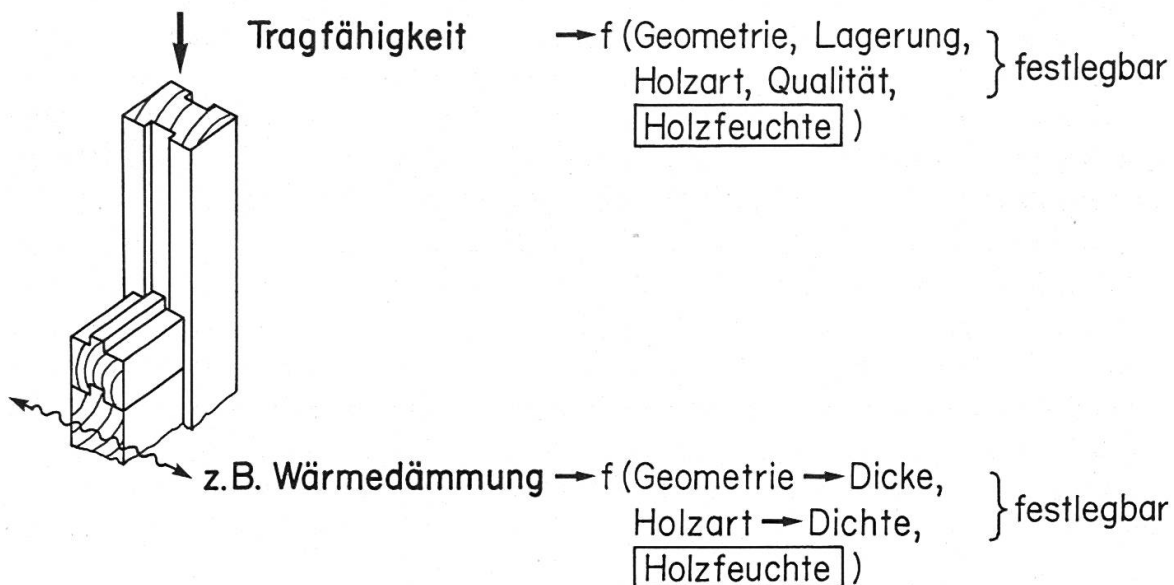 Tragfähigkeit → f (Geometrie, Lagerung,
Holzart, Qualität, } festlegbar
Holzfeuchte )
z.B. Wärmedämmung → f (Geometrie → Dicke,
Holzart → Dichte, } festlegbar
Holzfeuchte )